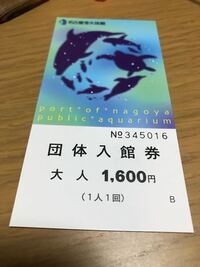 名古屋港水族館
port of nagoya
public aquarium
№345016
団体入館券
大人 1,600円
(1人1回)
B